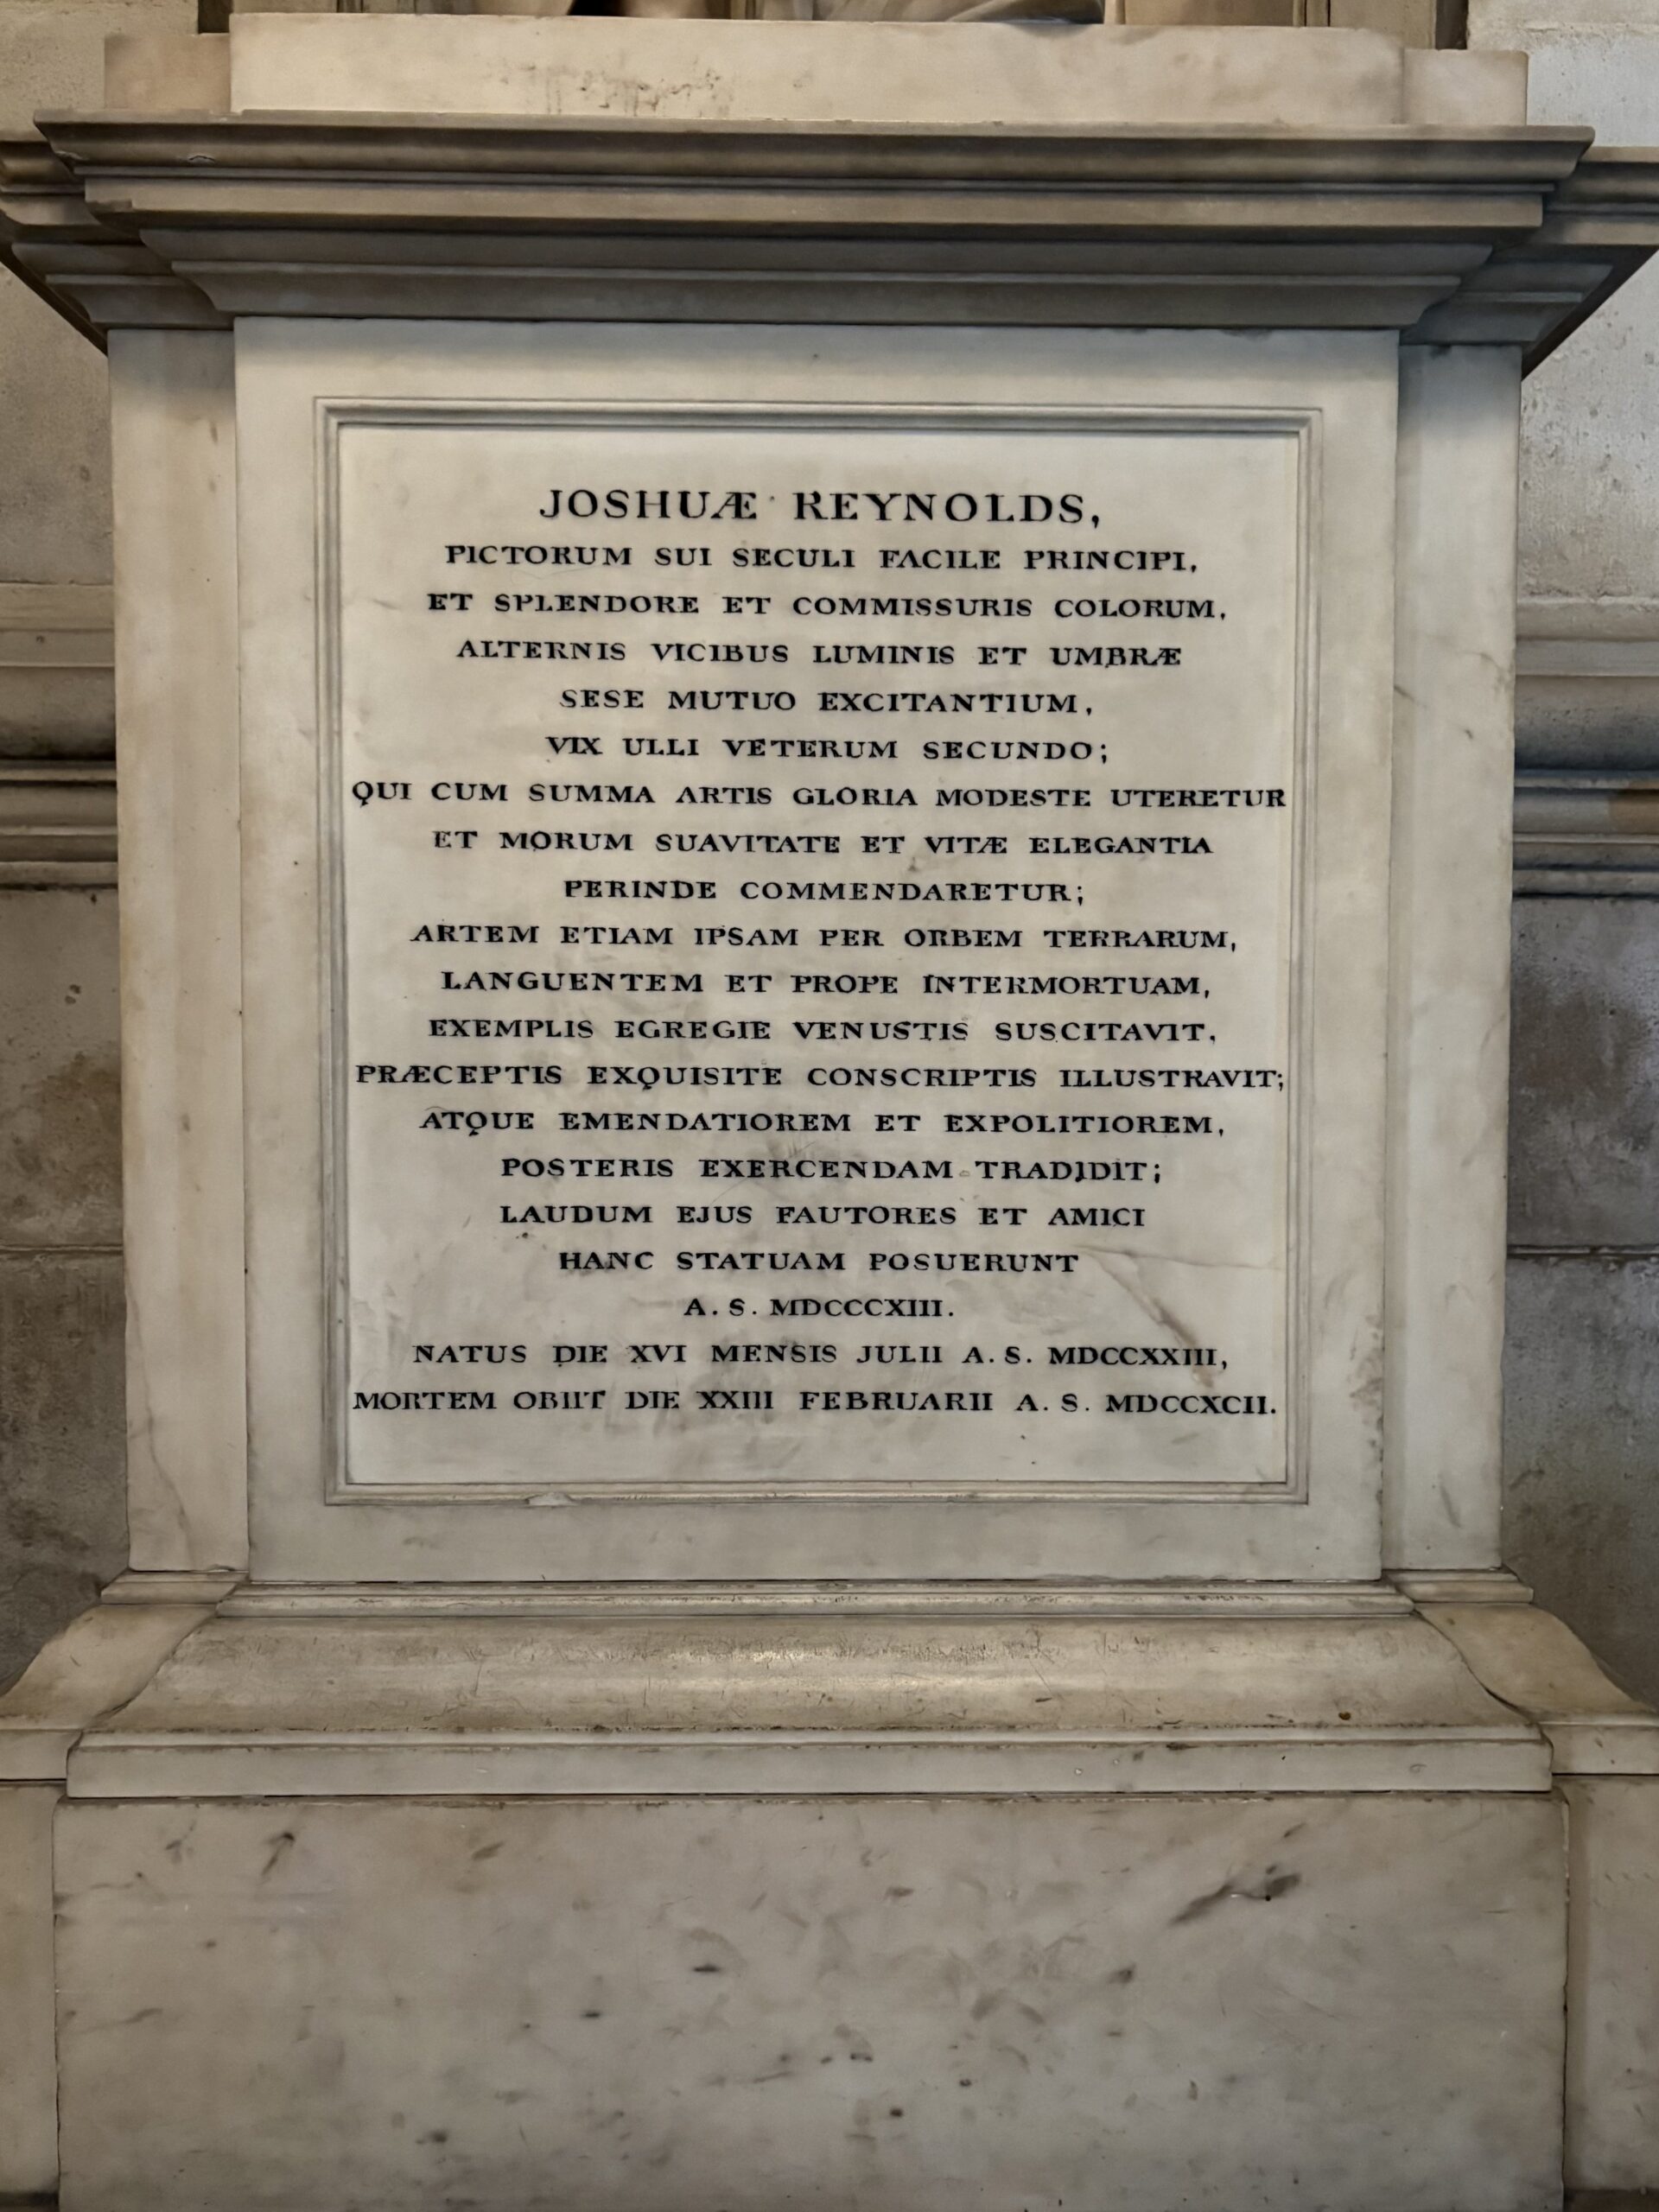 JOSHUÆ REYNOLDS,
PICTORUM SUI SECULI FACILE PRINCIPI,
ET SPLENDORE ET COMMISSURIS COLORUM,
ALTERNIS VICIBUS LUMINIS ET UMBRÆ
SESE MUTUO EXCITANTIUM,
VIX ULLI VETERUM SECUNDO;
QUI CUM SUMMA ARTIS GLORIA MODESTE UTERETUR
ET MORUM SUAVITATE ET VITÆ ELEGANTIA
PERINDE COMMENDARETUR;
ARTEM ETIAM IPSAM PER ORBEM TERRARUM,
LANGUENTEM ET PROPE INTERMORTUAM,
EXEMPLIS EGREGIE VENUSTIS SUSCITAVIT,
PRÆCEPTIS EXQUISITE CONSCRIPTIS ILLUSTRAVIT;
ATQUE EMENDATIOREM ET EXPOLITIOREM,
POSTERIS EXERCENDAM TRADIDIT;
LAUDUM EJUS FAUTORES ET AMICI
HANC STATUAM POSUERUNT
A. S. MDCCCXIII.
NATUS DIE XVI MENSIS JULII A. S. MDCCXXIII,
MORTEM OBIIT DIE XXIII FEBRUARII A. S. MDCCXCII.